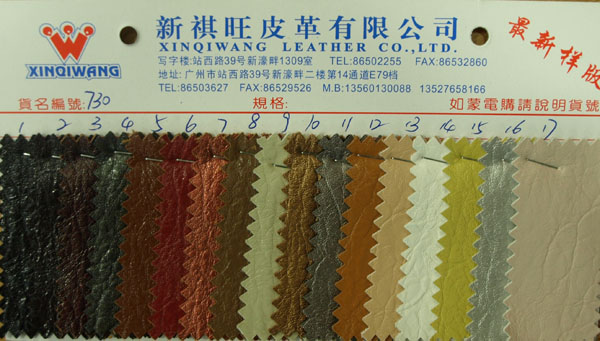 新祺旺皮革有限公司
XINQIWANG LEATHER CO.,LTD.
XINQIWANG
写字楼:站西路39号新濠畔1309室 TEL:86502255 FAX:86532860
地址:广州市站西路39号新濠畔二楼第14通道E79档
TEL:86503627 FAX:86529526 M.B:13560130088 13527658166
最新样版
貨名編號:730 規格: 如蒙電購請說明貨號
1 2 3 4 5 6 7 8 9 10 11 12 13 14 15 16 17